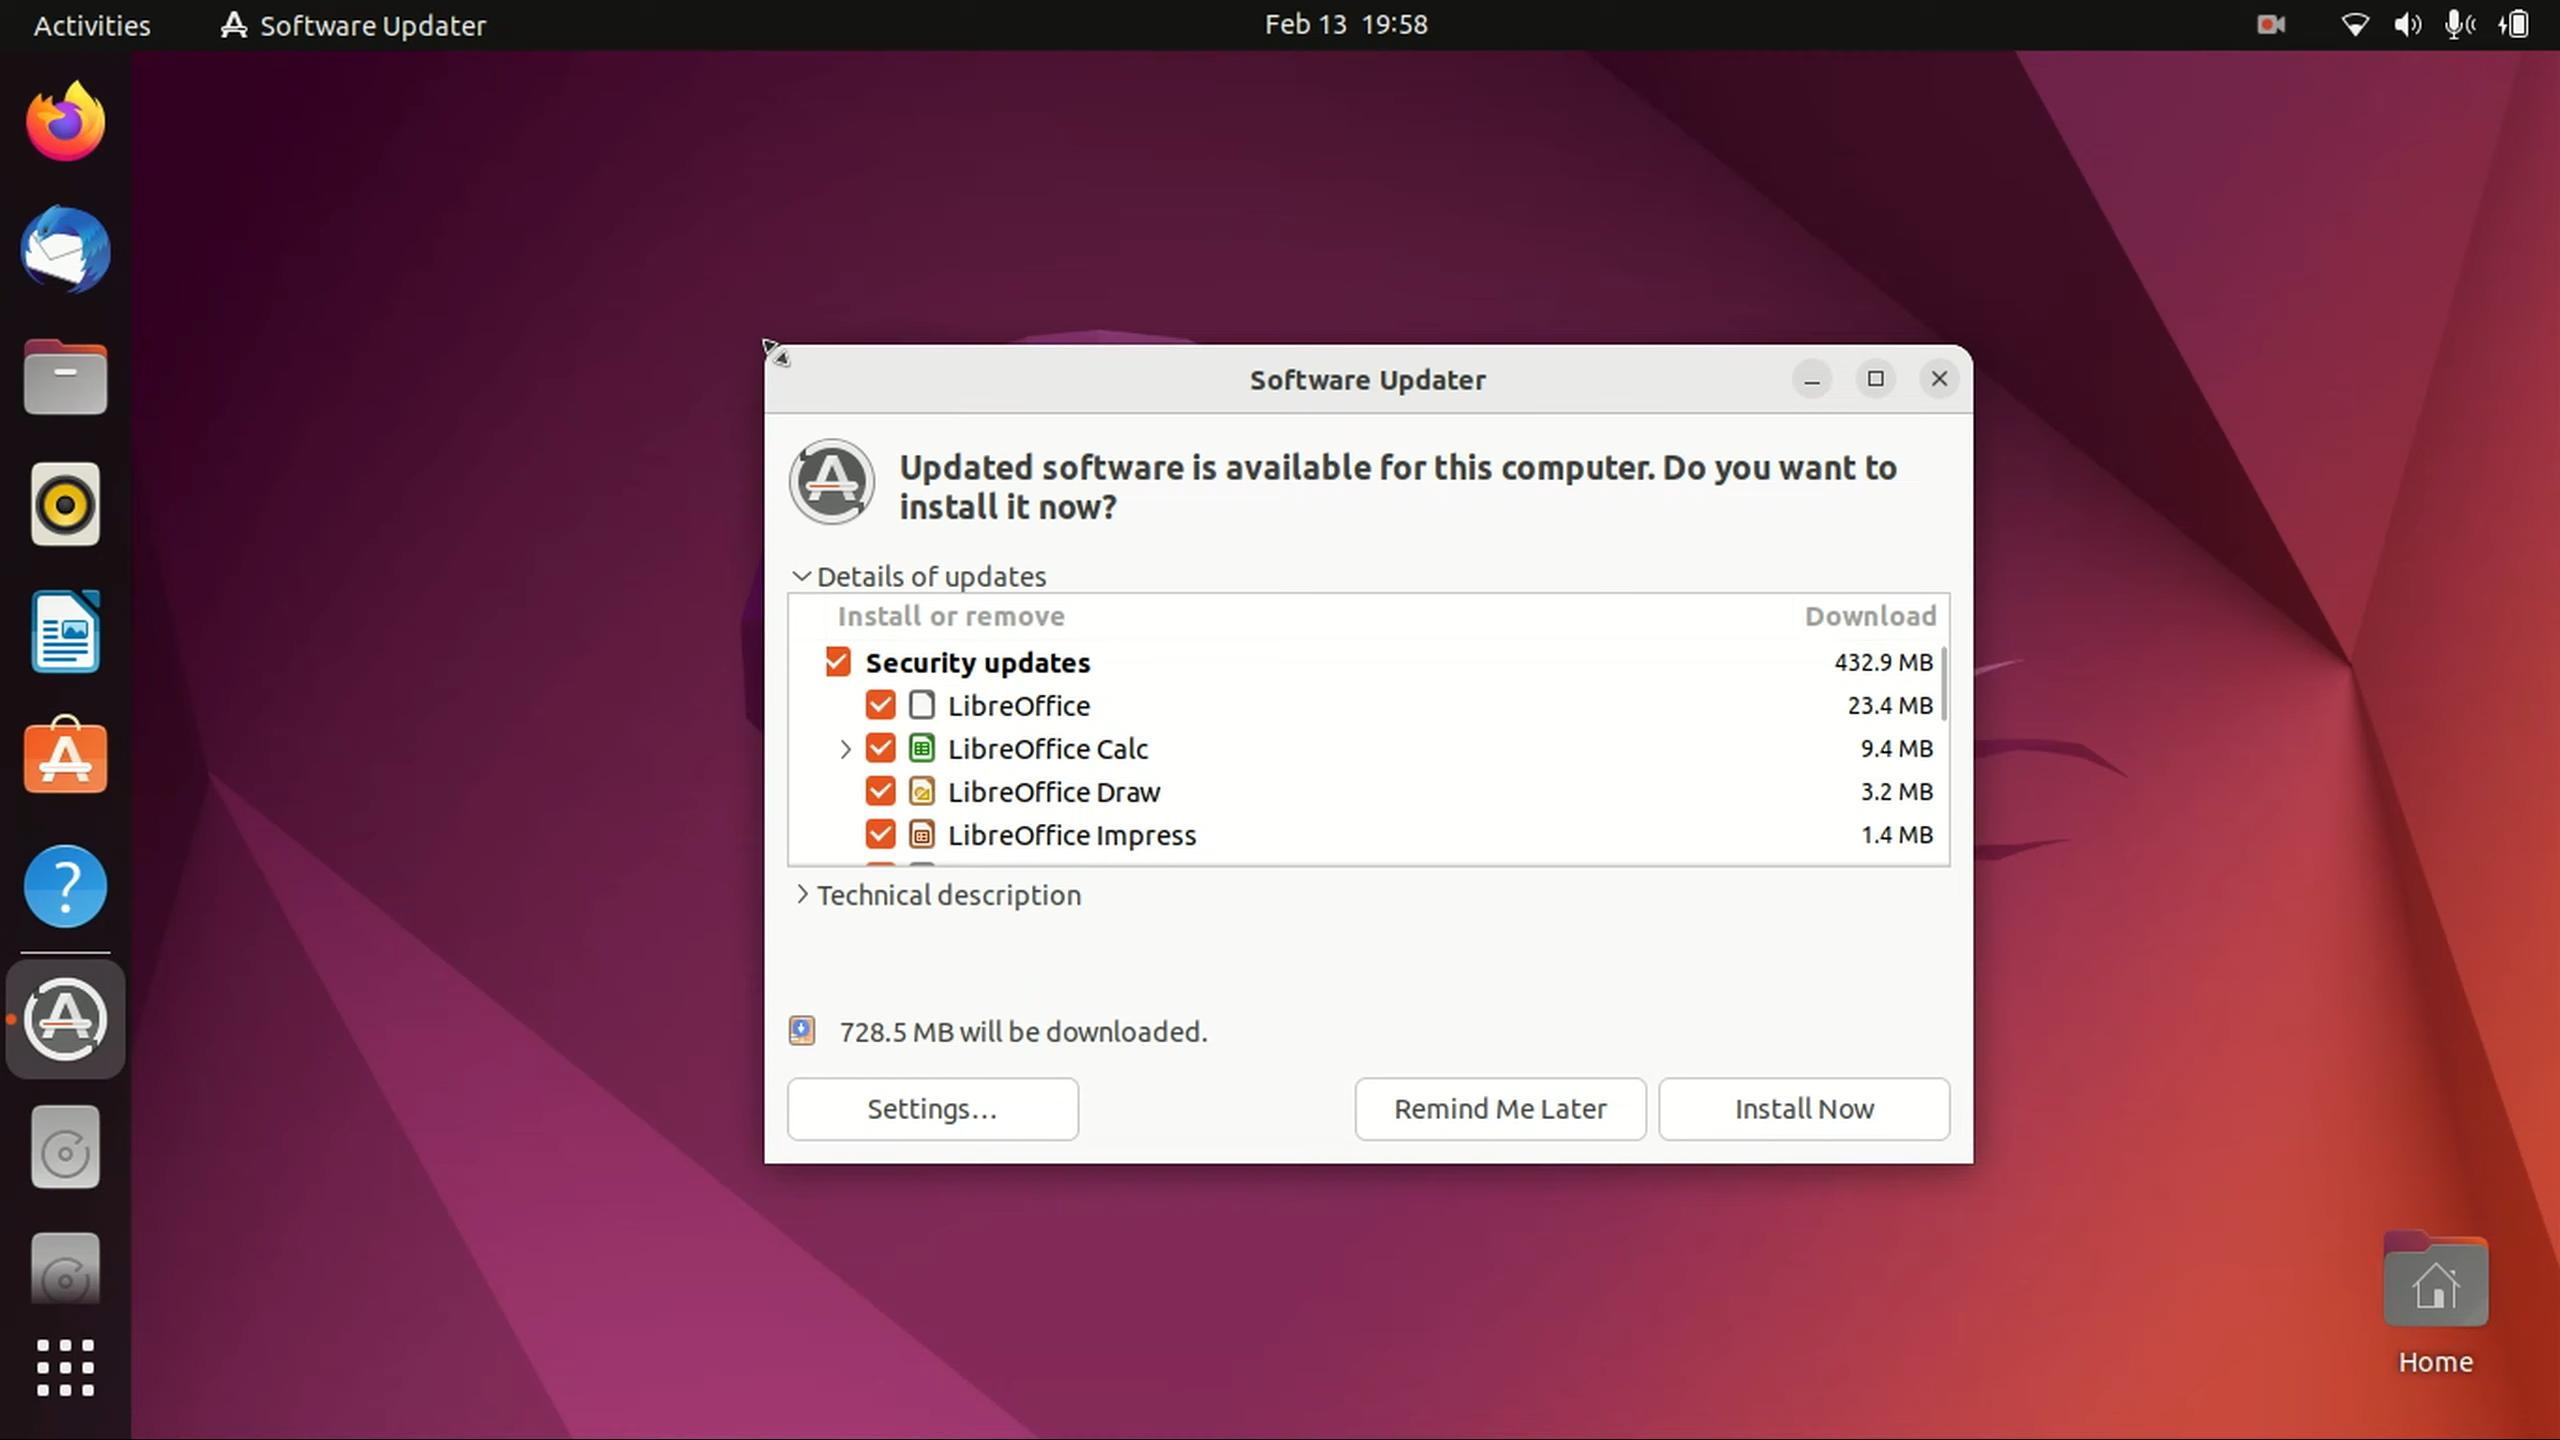 Activities
Software Updater
Feb 13 19:58
Software Updater
Updated software is available for this computer. Do you want to
install it now?
Details of updates
Install or remove
Download
Security updates
432.9 MB
LibreOffice
23.4 MB
LibreOffice Calc
9.4 MB
LibreOffice Draw
3.2 MB
LibreOffice Impress
1.4 MB
Technical description
728.5 MB will be downloaded.
Settings...
Remind Me Later
Install Now
Home